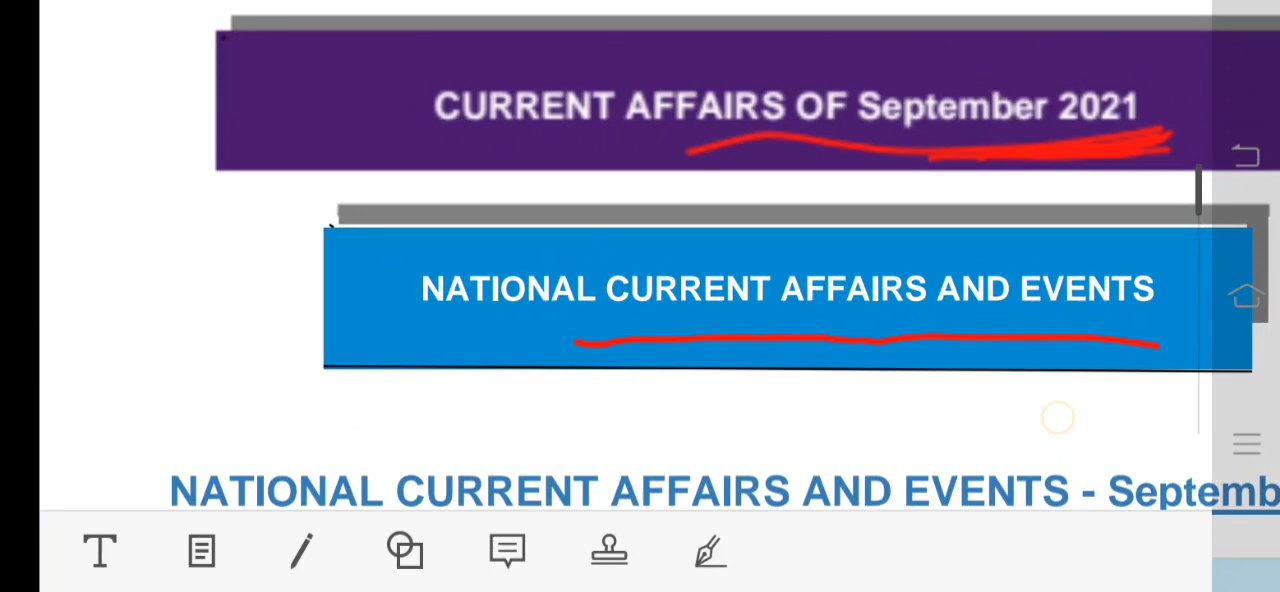 CURRENT AFFAIRS OF September 2021
NATIONAL CURRENT AFFAIRS AND EVENTS
NATIONAL CURRENT AFFAIRS AND EVENTS - Septemb
T